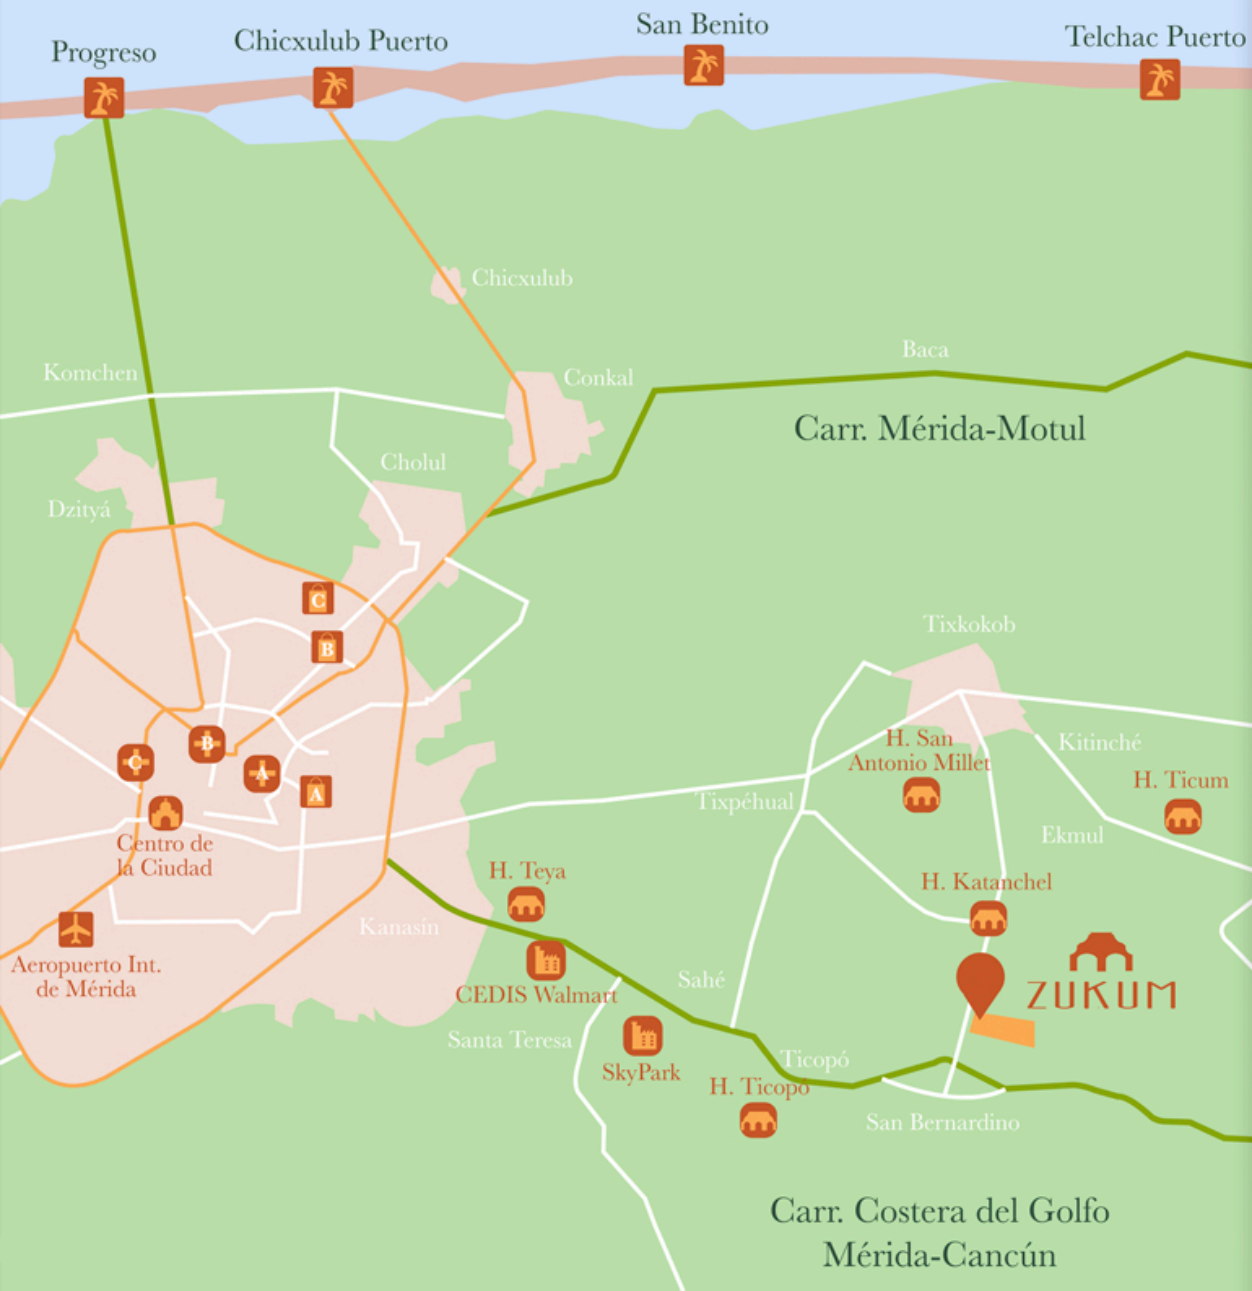 Progreso
Chicxulub Puerto
San Benito
Telchac Puerto
Chicxulub
Komchen
Conkal
Baca
Carr. Mérida-Motul
Cholul
Dzityá
C
B
Tixkokob
B
C
A
A
H. San
Antonio Millet
Kitinché
H. Ticum
Tixpéhual
Ekmul
Centro de
la Ciudad
H. Teya
H. Katanchel
Kanasín
Aeropuerto Int.
de Mérida
CEDIS Walmart
Sahé
ZUKUM
Santa Teresa
SkyPark
Ticopó
H. Ticopó
San Bernardino
Carr. Costera del Golfo
Mérida-Cancún